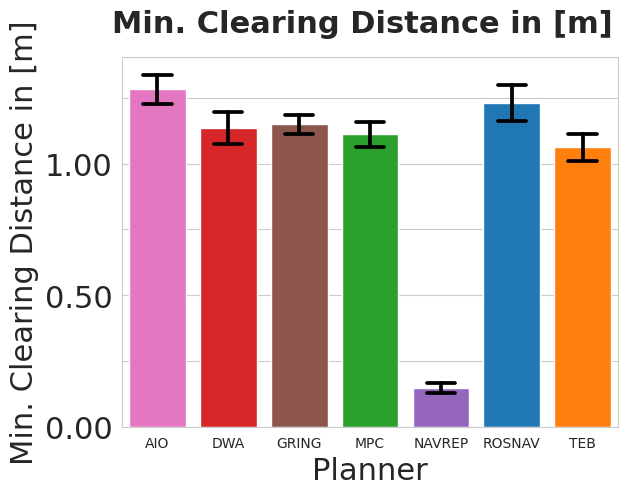 Min. Clearing Distance in [m]
Min. Clearing Distance in [m]
1.00
0.50
0.00
AIO DWA GRING MPC NAVREP ROSNAV TEB
Planner